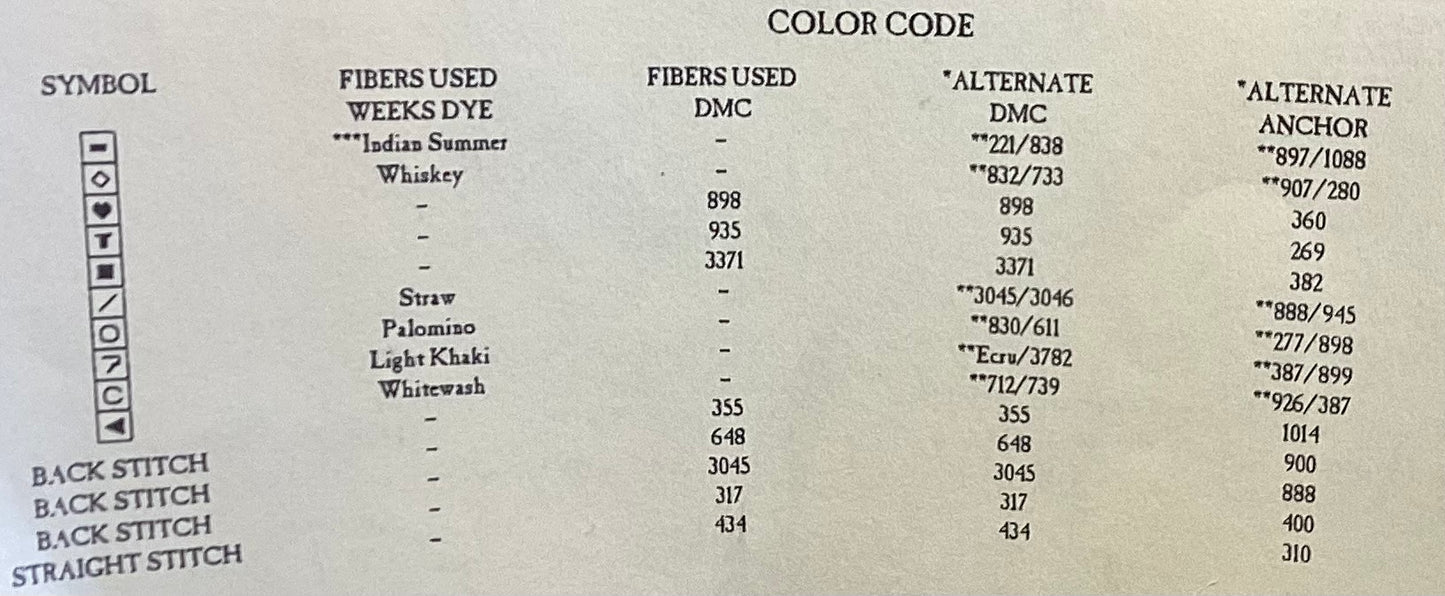 COLOR CODE
SYMBOL FIBERS USED WEEKS DYE FIBERS USED DMC *ALTERNATE DMC *ALTERNATE ANCHOR
- ***Indian Summer - **221/838 **897/1088
◇ Whiskey - **832/733 **907/280
♥ - 898 898 360
T - 935 935 269
■ - 3371 3371 382
/ Straw - **3045/3046 **888/945
O Palomino - **830/611 **277/898
7 Light Khaki - **Ecru/3782 **387/899
C Whitewash - **712/739 **926/387
◀ - 355 355 1014
BACK STITCH - 648 648 900
BACK STITCH - 3045 3045 888
BACK STITCH - 317 317 400
STRAIGHT STITCH - 434 434 310